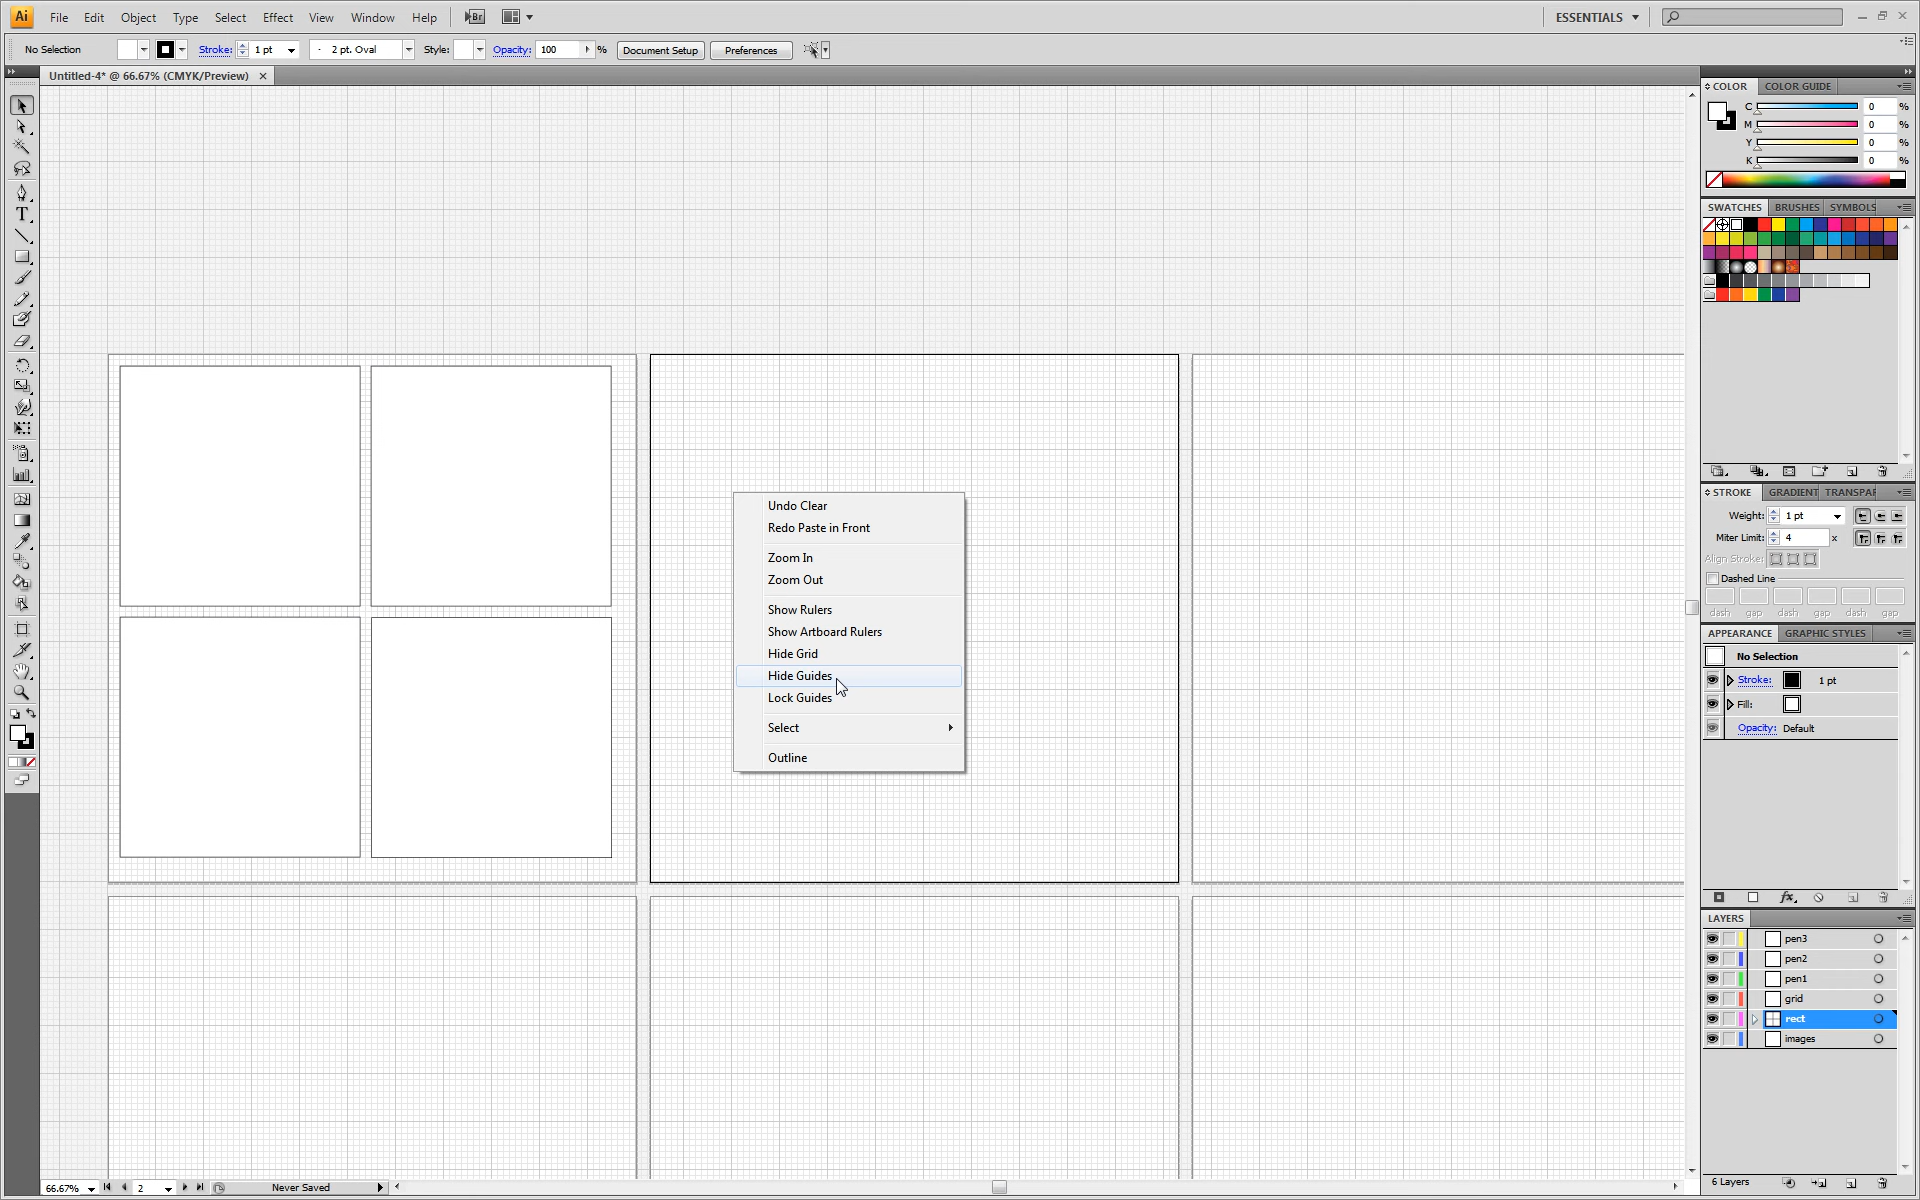 Ai File Edit Object Type Select Effect View Window Help Br ESSENTIALS
No Selection Stroke: 1 pt 2 pt. Oval Style: Opacity: 100 % Document Setup Preferences
Untitled-4* @ 66.67% (CMYK/Preview)
COLOR COLOR GUIDE
C 0 %
M 0 %
Y 0 %
K 0 %
SWATCHES BRUSHES SYMBOLS
Undo Clear
Redo Paste in Front
Zoom In
Zoom Out
Show Rulers
Show Artboard Rulers
Hide Grid
Hide Guides
Lock Guides
Select
Outline
STROKE GRADIENT TRANSPAR
Weight: 1 pt
Miter Limit: 4 x
Align Stroke:
Dashed Line
dash gap dash gap dash gap
APPEARANCE GRAPHIC STYLES
No Selection
Stroke: 1 pt
Fill:
Opacity: Default
fx
LAYERS
pen3
pen2
pen1
grid
rect
images
6 Layers
66.67% 2 Never Saved